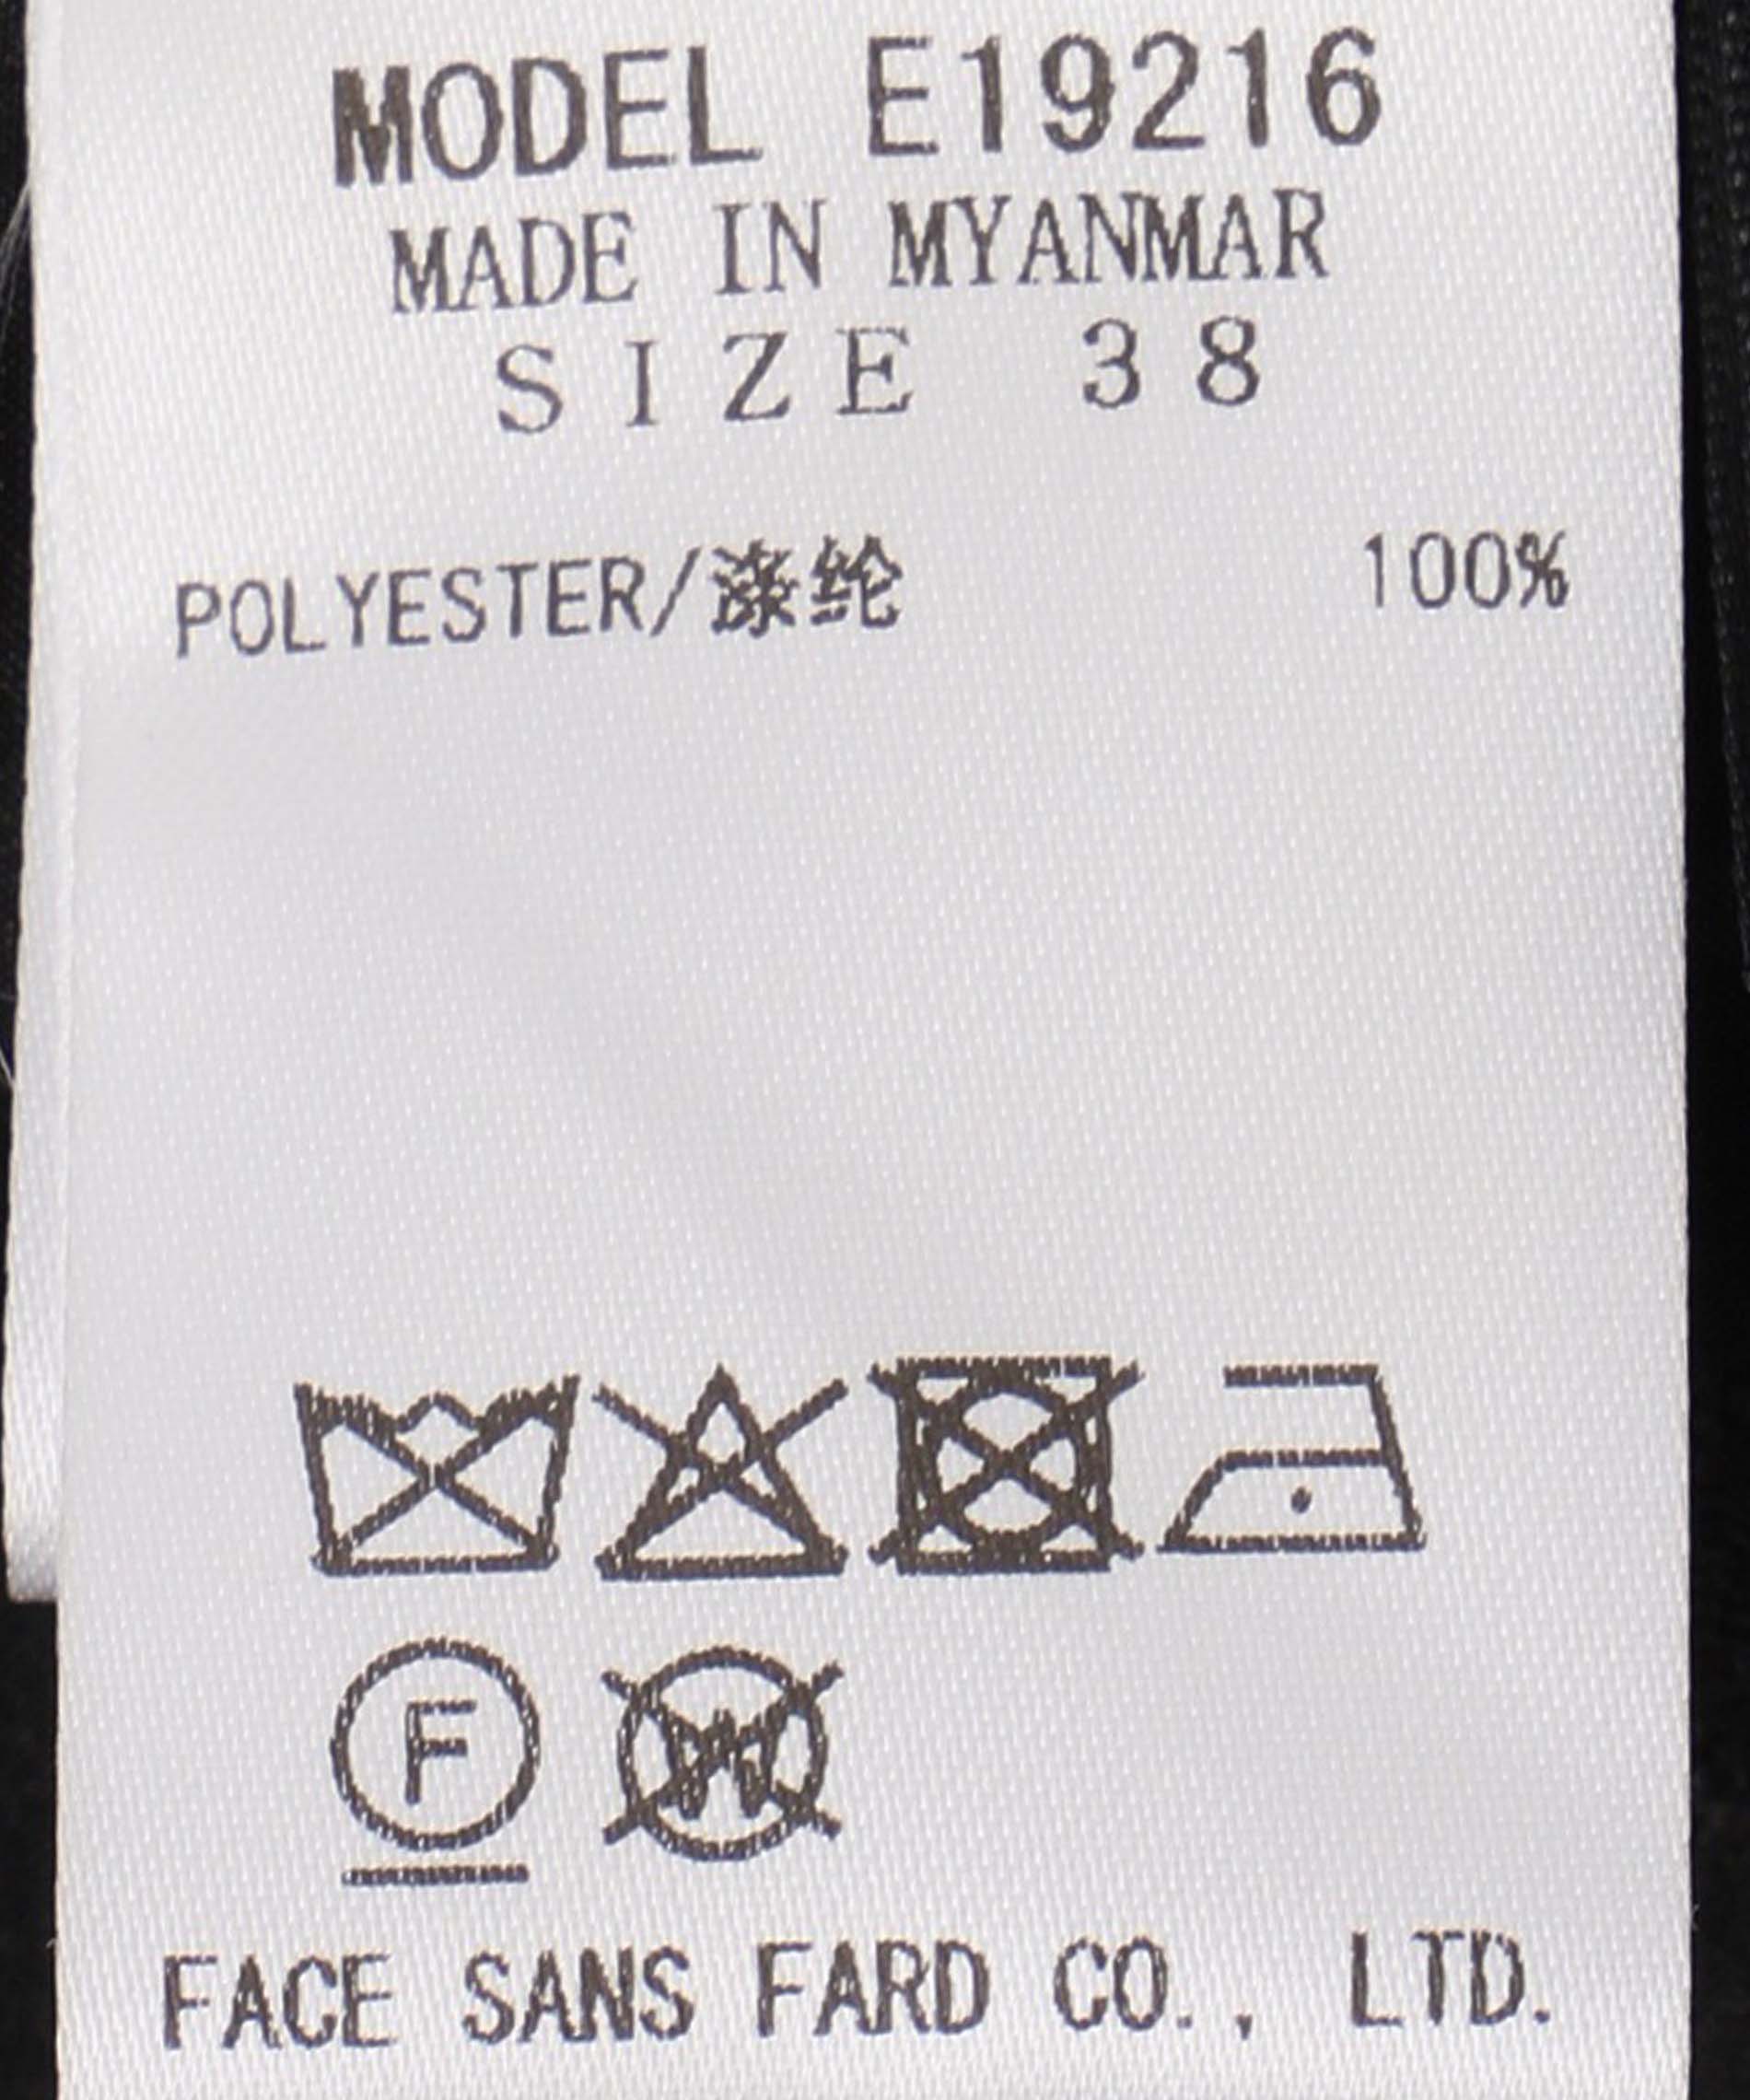 MODEL E19216
MADE IN MYANMAR
SIZE 38
POLYESTER/涤纶 100%
F W
FACE SANS FARD CO., LTD.